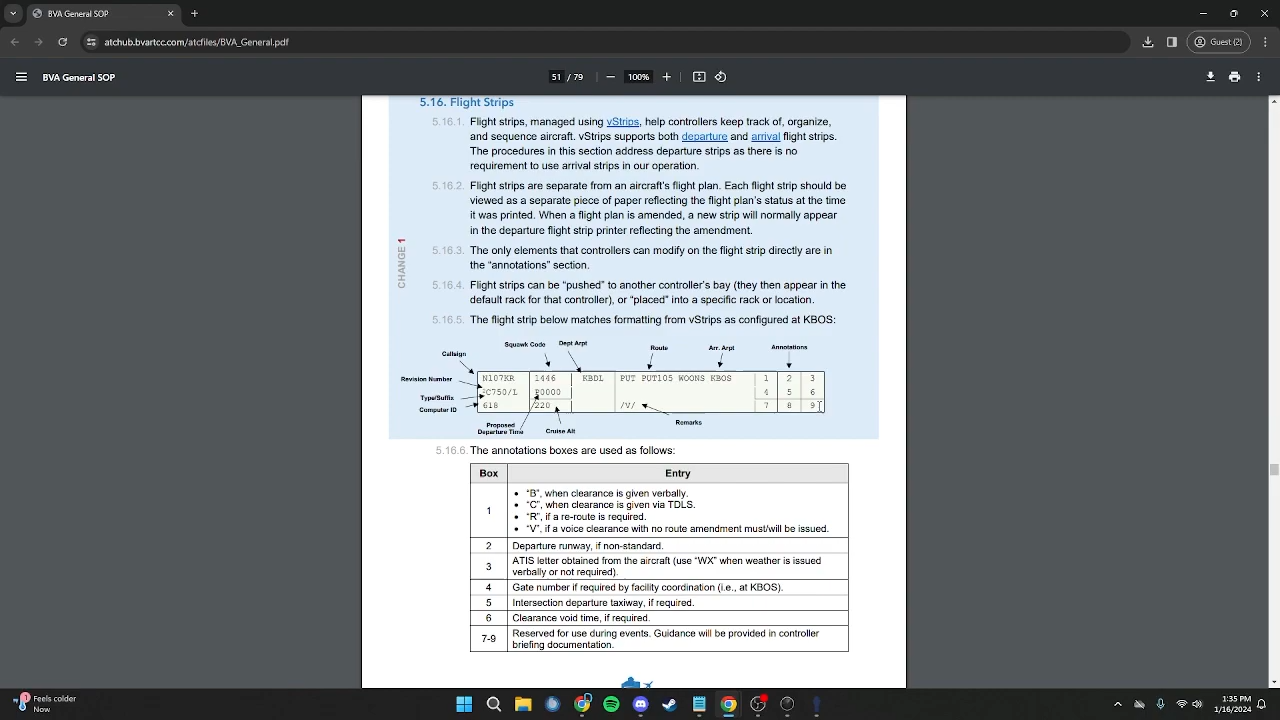 BVA General SOP
atchub.bvartcc.com/atcfiles/BVA_General.pdf
Guest (2)
BVA General SOP
51 / 79
100%
5.16. Flight Strips
5.16.1. Flight strips, managed using vStrips, help controllers keep track of, organize,
and sequence aircraft. vStrips supports both departure and arrival flight strips.
The procedures in this section address departure strips as there is no
requirement to use arrival strips in our operation.
5.16.2. Flight strips are separate from an aircraft's flight plan. Each flight strip should be
viewed as a separate piece of paper reflecting the flight plan's status at the time
it was printed. When a flight plan is amended, a new strip will normally appear
in the departure flight strip printer reflecting the amendment.
CHANGE 1
5.16.3. The only elements that controllers can modify on the flight strip directly are in
the “annotations” section.
5.16.4. Flight strips can be “pushed” to another controller's bay (they then appear in the
default rack for that controller), or “placed” into a specific rack or location.
5.16.5. The flight strip below matches formatting from vStrips as configured at KBOS:
Squawk Code Dept Arpt Route Arr. Arpt Annotations
Callsign
N107KR 1446 KBDL PUT PUT105 WOONS KBOS 1 2 3
Revision Number
C750/L P0000 4 5 6
Type/Suffix
618 220 /V/ 7 8 9
Computer ID
Proposed
Departure Time
Cruise Alt
Remarks
5.16.6. The annotations boxes are used as follows:
Box Entry
1
• “B”, when clearance is given verbally.
• “C”, when clearance is given via TDLS.
• “R”, if a re-route is required.
• “V”, if a voice clearance with no route amendment must/will be issued.
2 Departure runway, if non-standard.
3 ATIS letter obtained from the aircraft (use “WX” when weather is issued
verbally or not required).
4 Gate number if required by facility coordination (i.e., at KBOS).
5 Intersection departure taxiway, if required.
6 Clearance void time, if required.
7-9 Reserved for use during events. Guidance will be provided in controller
briefing documentation.
1
Feels colder
Now
1:35 PM
1/16/2024